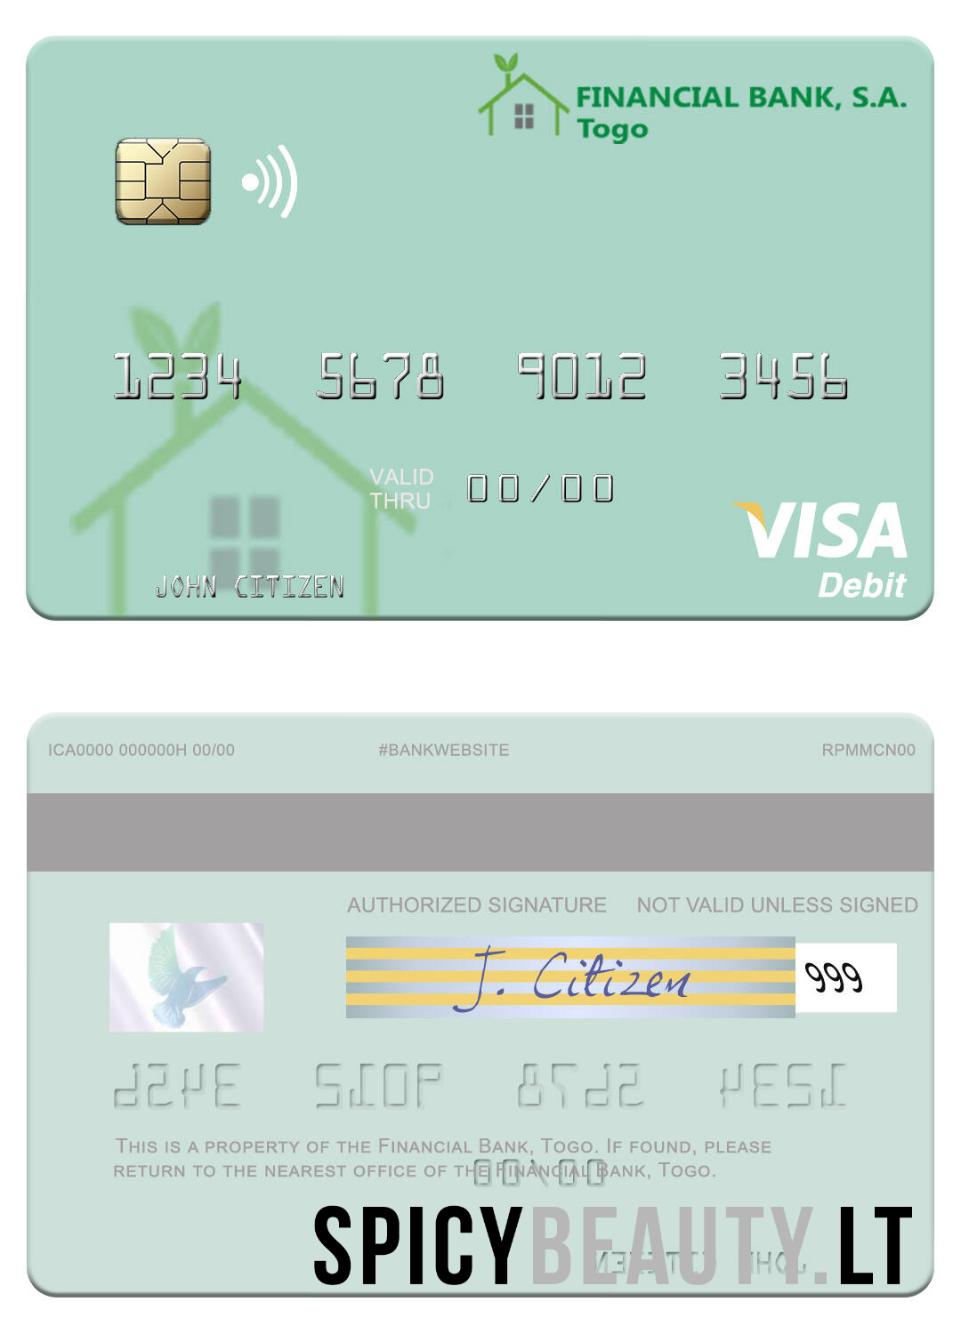 FINANCIAL BANK, S.A.
Togo
1234 5678 9012 3456
VALID
THRU
00/00
JOHN CITIZEN
VISA
Debit
ICA0000 000000H 00/00 #BANKWEBSITE RPMMCN00
AUTHORIZED SIGNATURE NOT VALID UNLESS SIGNED
J. Citizen 999
THIS IS A PROPERTY OF THE FINANCIAL BANK, TOGO. IF FOUND, PLEASE
RETURN TO THE NEAREST OFFICE OF THE FINANCIAL BANK, TOGO.
SPICYBEAUTY.LT